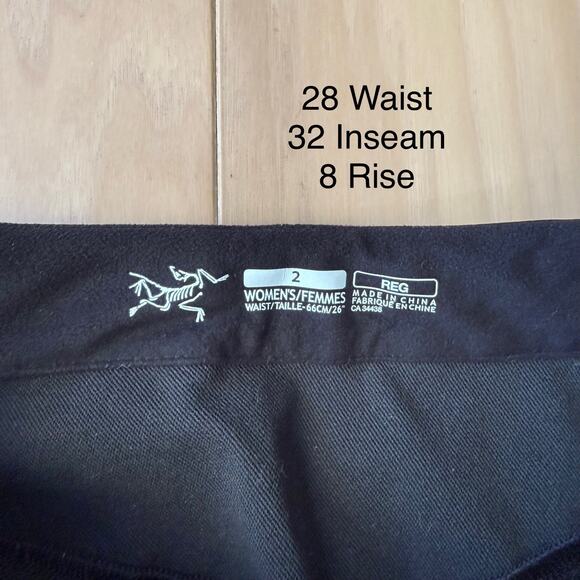 28 Waist
32 Inseam
8 Rise
2
WOMEN'S/FEMMES
WAIST/TAILLE-66CM/26"
REG
MADE IN CHINA
FABRIQUÉ EN CHINE
CA 34438